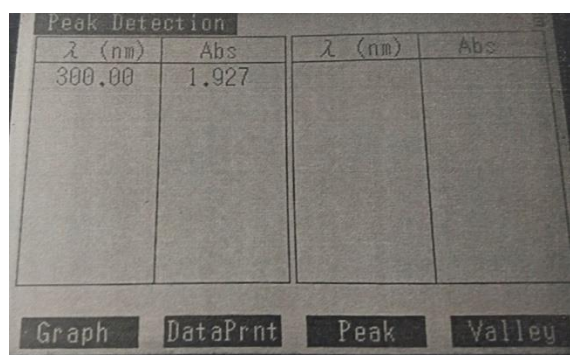 Peak Detection
λ (nm) Abs λ (nm) Abs
300.00 1.927
Graph DataPrnt Peak Valley